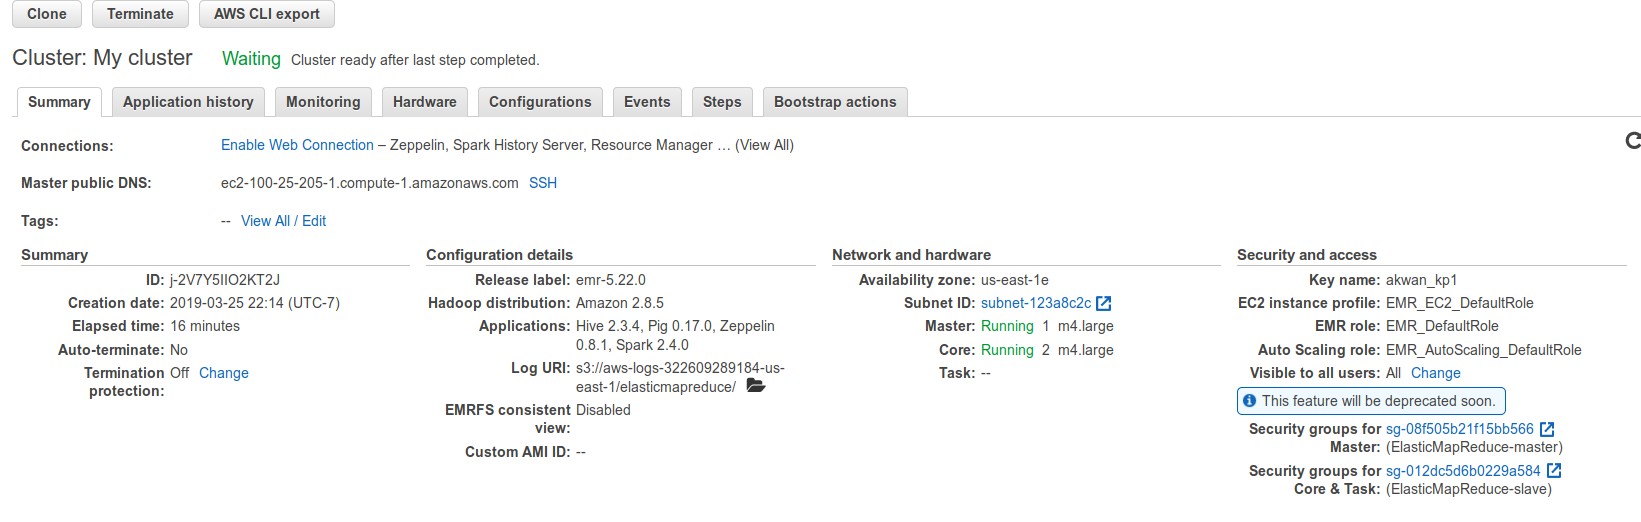 Clone Terminate AWS CLI export
Cluster: My cluster Waiting Cluster ready after last step completed.
Summary Application history Monitoring Hardware Configurations Events Steps Bootstrap actions
Connections: Enable Web Connection – Zeppelin, Spark History Server, Resource Manager … (View All)
Master public DNS: ec2-100-25-205-1.compute-1.amazonaws.com SSH
Tags: -- View All / Edit
Summary
ID: j-2V7Y5IIO2KT2J
Creation date: 2019-03-25 22:14 (UTC-7)
Elapsed time: 16 minutes
Auto-terminate: No
Termination Off Change
protection:
Configuration details
Release label: emr-5.22.0
Hadoop distribution: Amazon 2.8.5
Applications: Hive 2.3.4, Pig 0.17.0, Zeppelin
0.8.1, Spark 2.4.0
Log URI: s3://aws-logs-322609289184-us-
east-1/elasticmapreduce/
EMRFS consistent Disabled
view:
Custom AMI ID: --
Network and hardware
Availability zone: us-east-1e
Subnet ID: subnet-123a8c2c
Master: Running 1 m4.large
Core: Running 2 m4.large
Task: --
Security and access
Key name: akwan_kp1
EC2 instance profile: EMR_EC2_DefaultRole
EMR role: EMR_DefaultRole
Auto Scaling role: EMR_AutoScaling_DefaultRole
Visible to all users: All Change
This feature will be deprecated soon.
Security groups for sg-08f505b21f15bb566
Master: (ElasticMapReduce-master)
Security groups for sg-012dc5d6b0229a584
Core & Task: (ElasticMapReduce-slave)